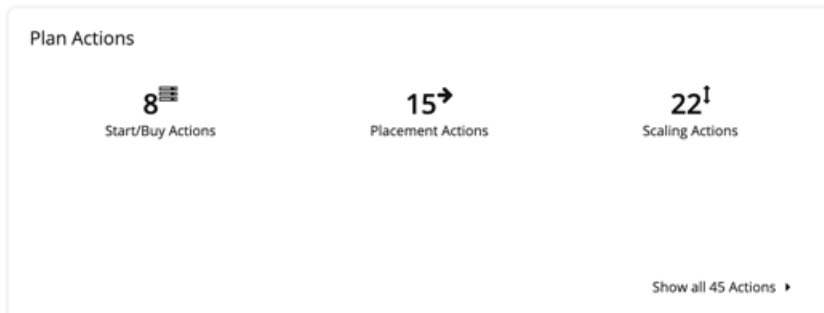 Plan Actions
8 15 22
Start/Buy Actions Placement Actions Scaling Actions
Show all 45 Actions